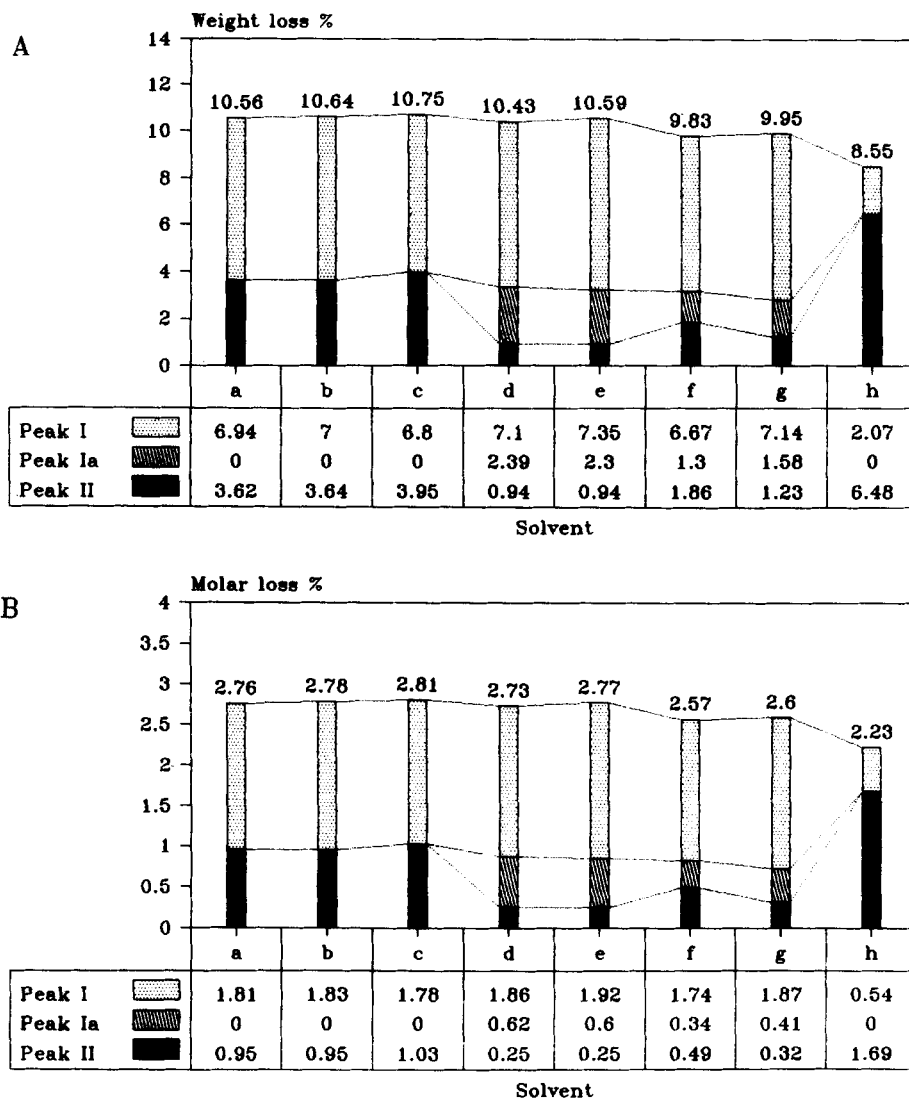 A
Weight loss %
14
12
10
8
6
4
2
0
10.56 10.64 10.75 10.43 10.59 9.83 9.95 8.55
a b c d e f g h
Peak I 6.94 7 6.8 7.1 7.35 6.67 7.14 2.07
Peak Ia 0 0 0 2.39 2.3 1.3 1.58 0
Peak II 3.62 3.64 3.95 0.94 0.94 1.86 1.23 6.48
Solvent
B
Molar loss %
4
3.5
3
2.5
2
1.5
1
0.5
0
2.76 2.78 2.81 2.73 2.77 2.57 2.6 2.23
a b c d e f g h
Peak I 1.81 1.83 1.78 1.86 1.92 1.74 1.87 0.54
Peak Ia 0 0 0 0.62 0.6 0.34 0.41 0
Peak II 0.95 0.95 1.03 0.25 0.25 0.49 0.32 1.69
Solvent